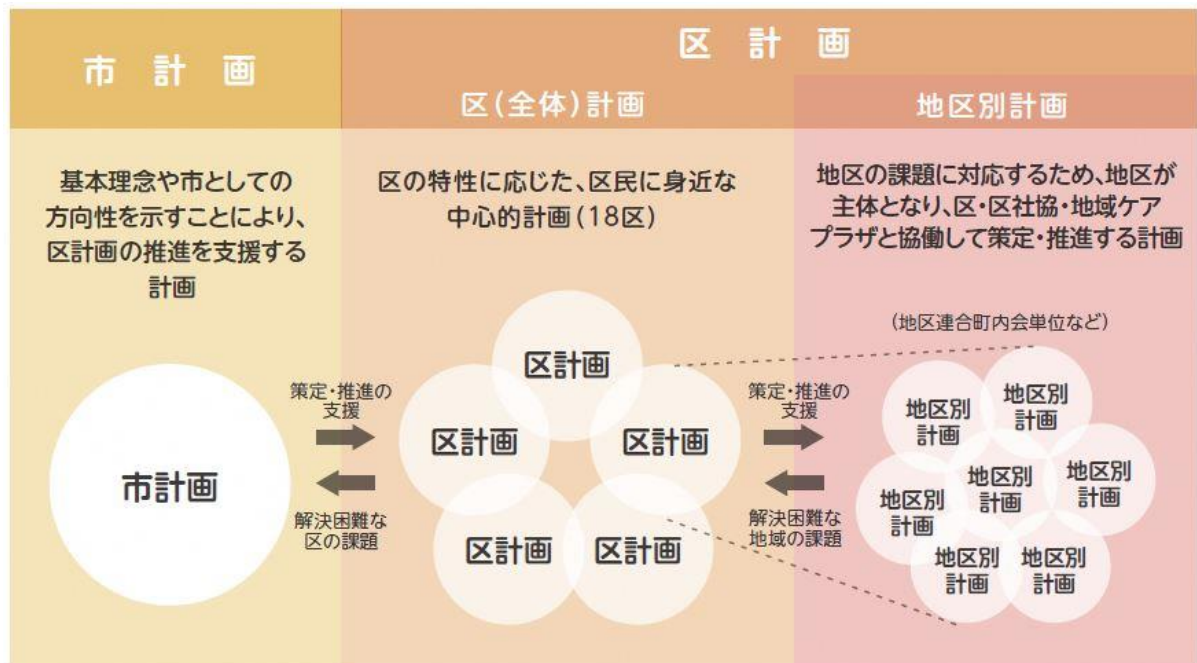 市 計 画
区 計 画
区(全体)計画
地区別計画
基本理念や市としての
方向性を示すことにより、
区計画の推進を支援する
計画
区の特性に応じた、区民に身近な
中心的計画(18区)
地区の課題に対応するため、地区が
主体となり、区・区社協・地域ケア
プラザと協働して策定・推進する計画
(地区連合町内会単位など)
市計画
策定・推進の
支援
解決困難な
区の課題
区計画
区計画
区計画
区計画
区計画
策定・推進の
支援
解決困難な
地域の課題
地区別
計画
地区別
計画
地区別
計画
地区別
計画
地区別
計画
地区別
計画
地区別
計画